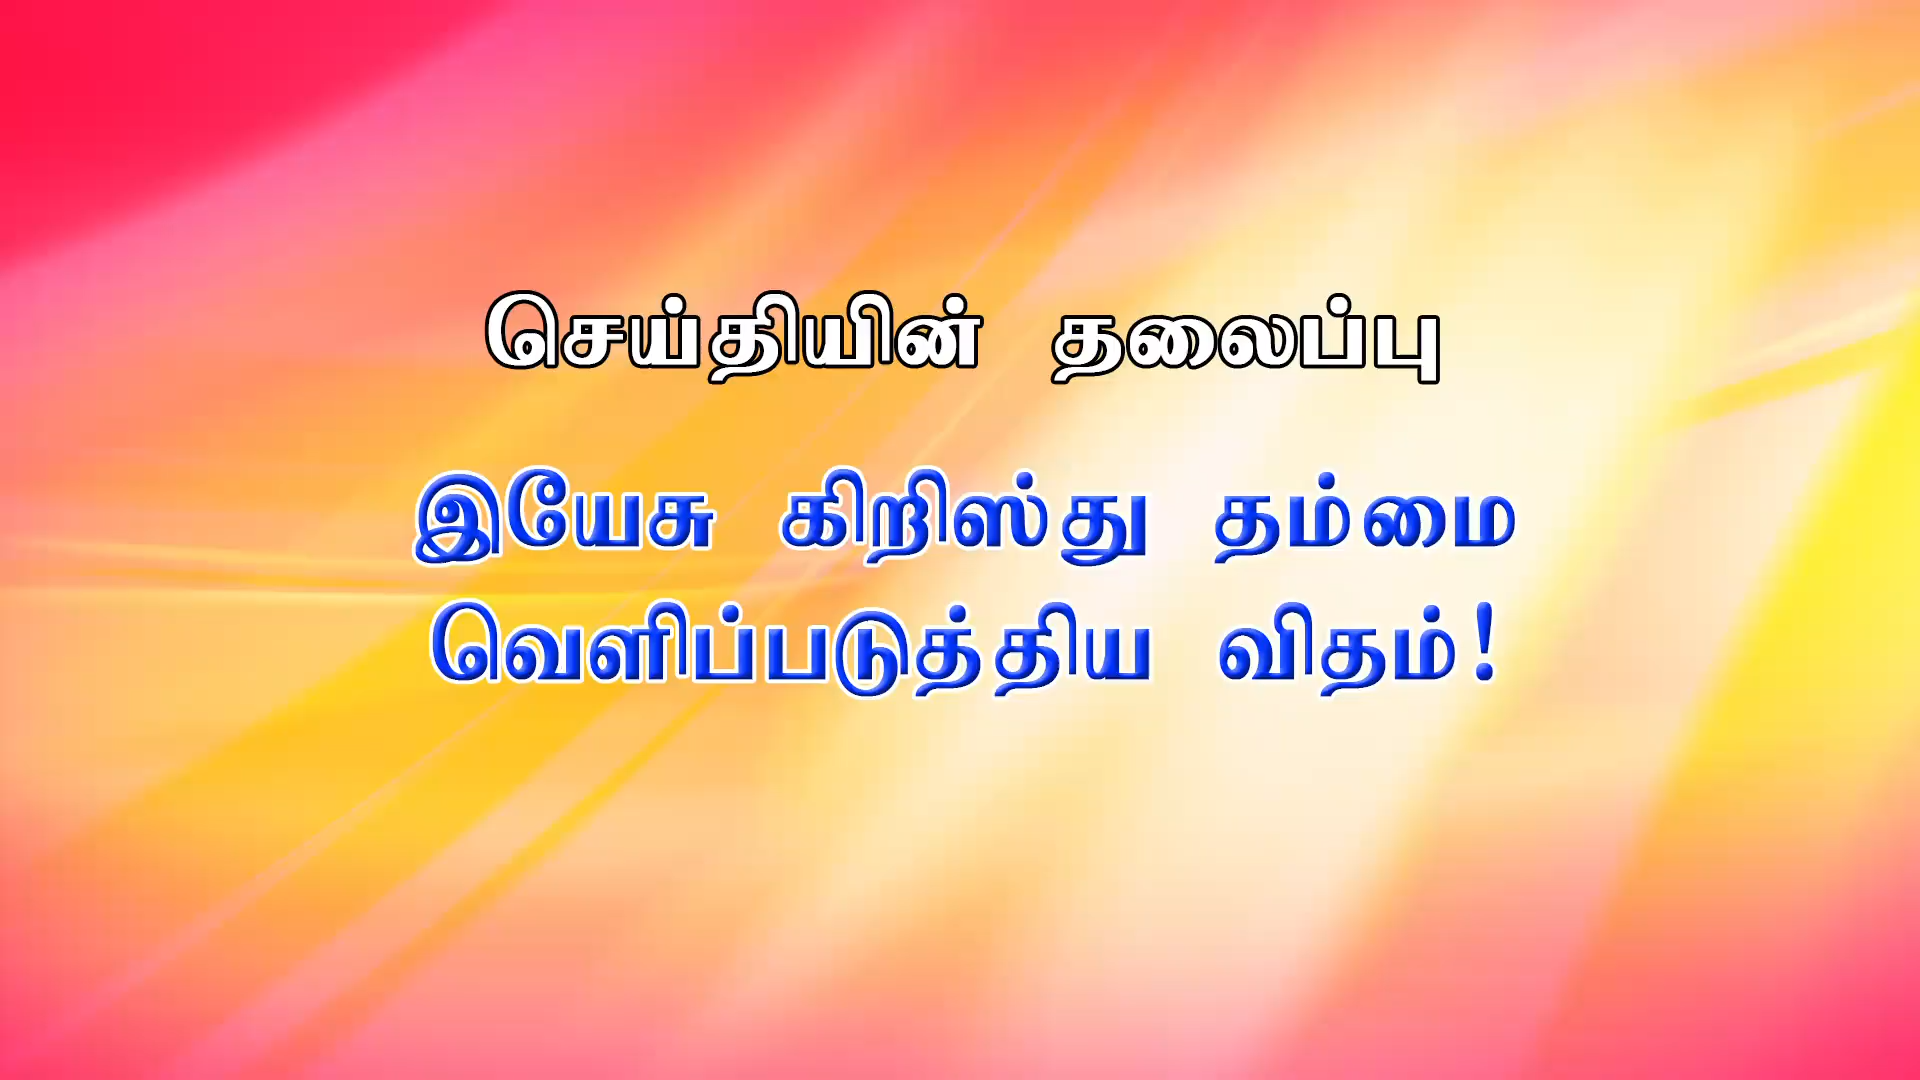 செய்தியின் தலைப்பு
இயேசு கிறிஸ்து தம்மை
வெளிப்படுத்திய விதம்!